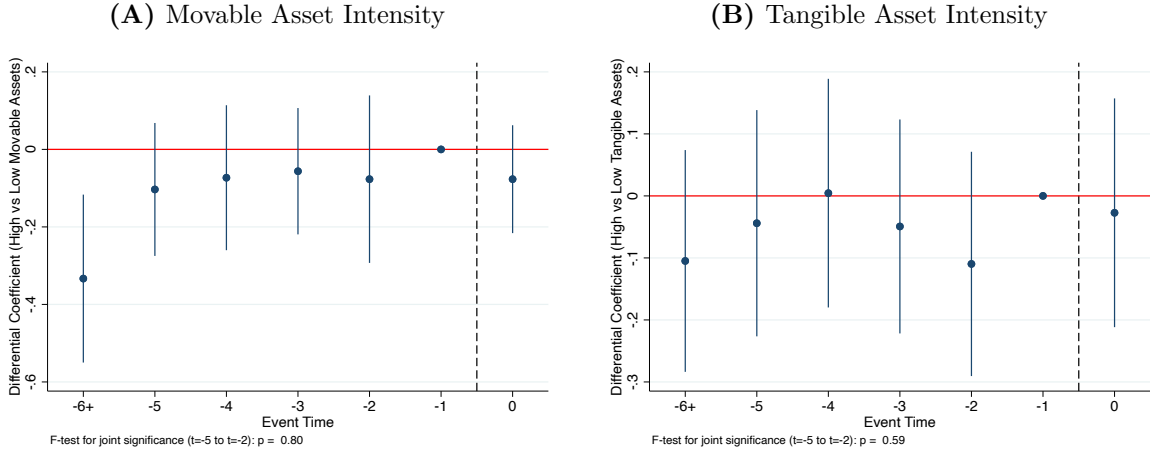 (A) Movable Asset Intensity
Differential Coefficient (High vs Low Movable Assets)
.2
0
-.2
-.4
-.6
-6+ -5 -4 -3 -2 -1 0
Event Time
F-test for joint significance (t=-5 to t=-2): p = 0.80
(B) Tangible Asset Intensity
Differential Coefficient (High vs Low Tangible Assets)
.2
.1
0
-.1
-.2
-.3
-6+ -5 -4 -3 -2 -1 0
Event Time
F-test for joint significance (t=-5 to t=-2): p = 0.59